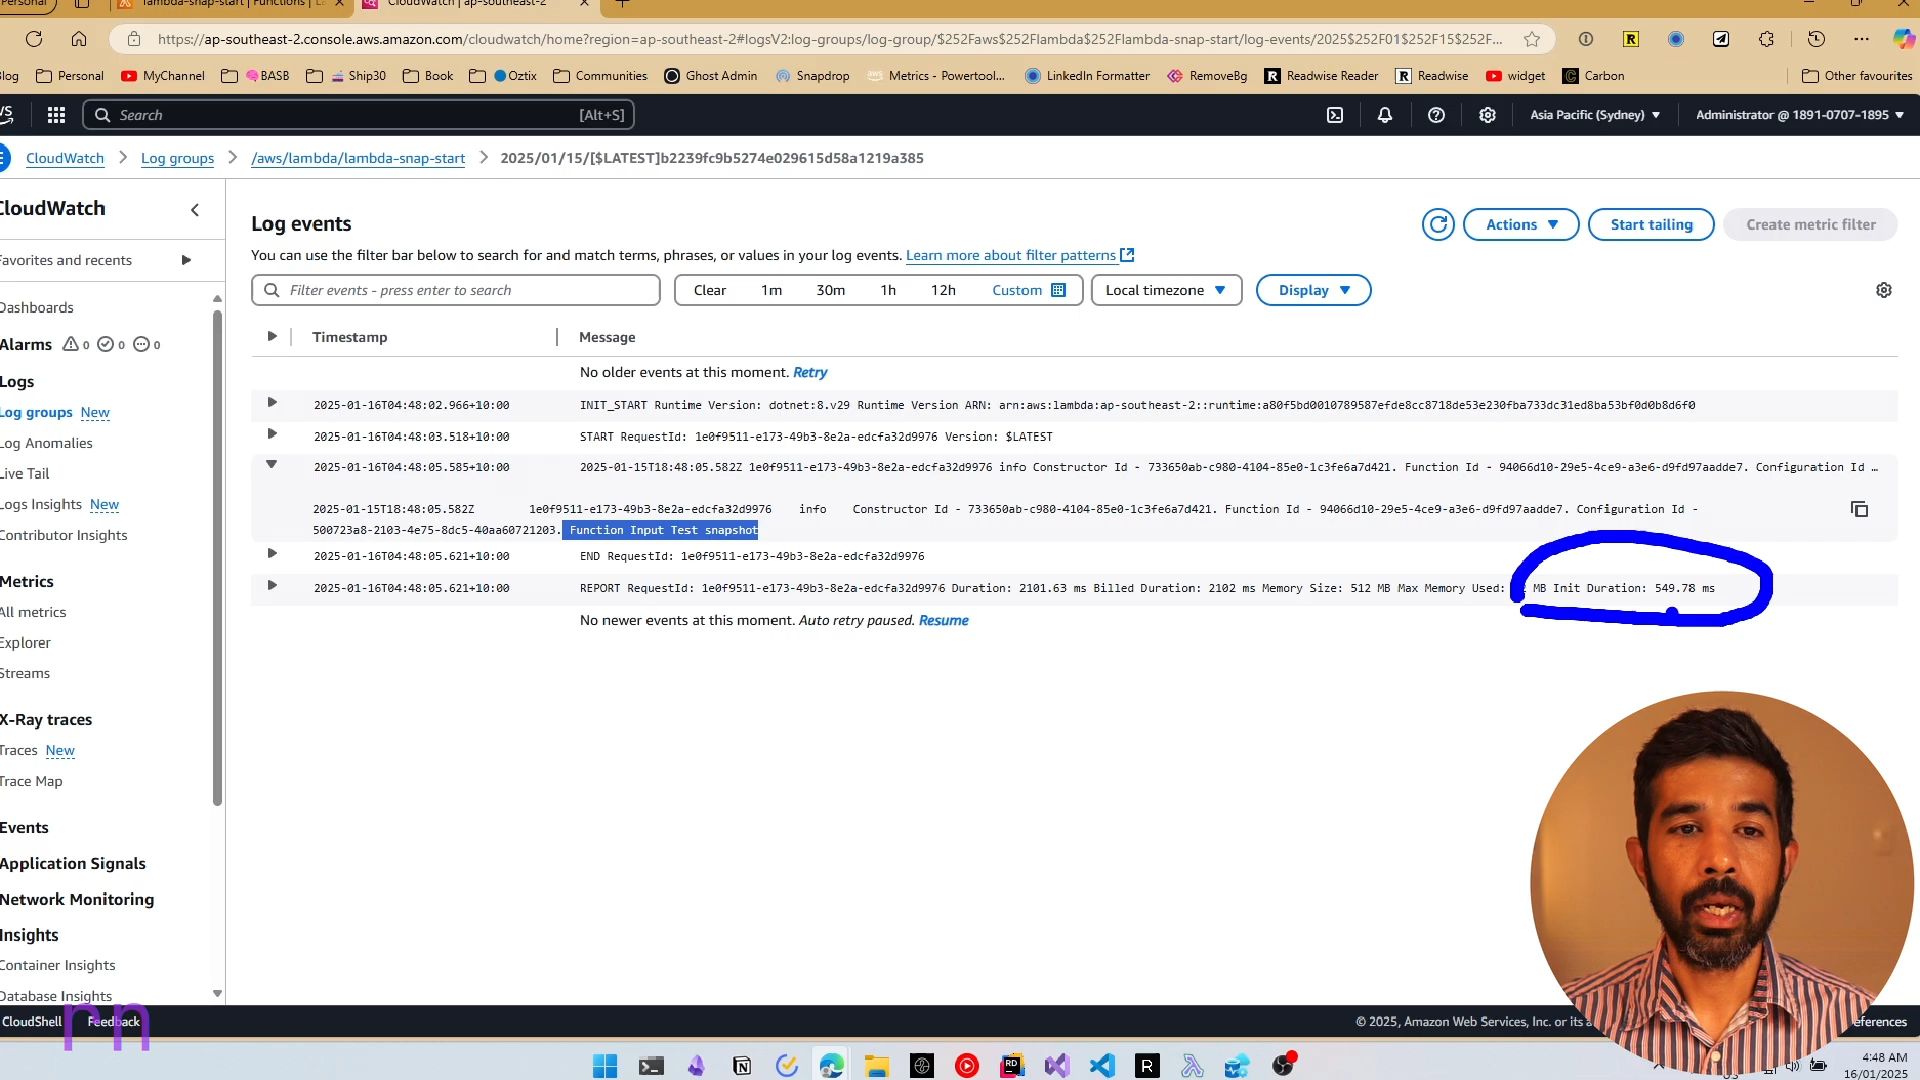 Personal
lambda-snap-start | Functions | L
CloudWatch | ap-southeast-2
https://ap-southeast-2.console.aws.amazon.com/cloudwatch/home?region=ap-southeast-2#logsV2:log-groups/log-group/$252Faws$252Flambda$252Flambda-snap-start/log-events/2025$252F01$252F15$252F...
Blog Personal MyChannel BASB Ship30 Book Oztix Communities Ghost Admin Snapdrop Metrics - Powertool... LinkedIn Formatter RemoveBg Readwise Reader Readwise widget Carbon Other favourites
Search [Alt+S] Asia Pacific (Sydney) Administrator @ 1891-0707-1895
CloudWatch Log groups /aws/lambda/lambda-snap-start 2025/01/15/[$LATEST]b2239fc9b5274e029615d58a1219a385
CloudWatch
Favorites and recents
Dashboards
Alarms 0 0 0
Logs
Log groups New
Log Anomalies
Live Tail
Logs Insights New
Contributor Insights
Metrics
All metrics
Explorer
Streams
X-Ray traces
Traces New
Trace Map
Events
Application Signals
Network Monitoring
Insights
Container Insights
Database Insights
Log events
Actions Start tailing Create metric filter
You can use the filter bar below to search for and match terms, phrases, or values in your log events. Learn more about filter patterns
Filter events - press enter to search Clear 1m 30m 1h 12h Custom Local timezone Display
Timestamp Message
No older events at this moment. Retry
2025-01-16T04:48:02.966+10:00 INIT_START Runtime Version: dotnet:8.v29 Runtime Version ARN: arn:aws:lambda:ap-southeast-2::runtime:a80f5bd0010789587efde8cc8718de53e230fba733dc31ed8ba53bf0d0b8d6f0
2025-01-16T04:48:03.518+10:00 START RequestId: 1e0f9511-e173-49b3-8e2a-edcfa32d9976 Version: $LATEST
2025-01-16T04:48:05.585+10:00 2025-01-15T18:48:05.582Z 1e0f9511-e173-49b3-8e2a-edcfa32d9976 info Constructor Id - 733650ab-c980-4104-85e0-1c3fe6a7d421. Function Id - 94066d10-29e5-4ce9-a3e6-d9fd97aadde7. Configuration Id …
2025-01-15T18:48:05.582Z 1e0f9511-e173-49b3-8e2a-edcfa32d9976 info Constructor Id - 733650ab-c980-4104-85e0-1c3fe6a7d421. Function Id - 94066d10-29e5-4ce9-a3e6-d9fd97aadde7. Configuration Id -
500723a8-2103-4e75-8dc5-40aa60721203. Function Input Test snapshot
2025-01-16T04:48:05.621+10:00 END RequestId: 1e0f9511-e173-49b3-8e2a-edcfa32d9976
2025-01-16T04:48:05.621+10:00 REPORT RequestId: 1e0f9511-e173-49b3-8e2a-edcfa32d9976 Duration: 2101.63 ms Billed Duration: 2102 ms Memory Size: 512 MB Max Memory Used: MB Init Duration: 549.78 ms
No newer events at this moment. Auto retry paused. Resume
CloudShell Feedback © 2025, Amazon Web Services, Inc. or its a
rn
4:48 AM
16/01/2025